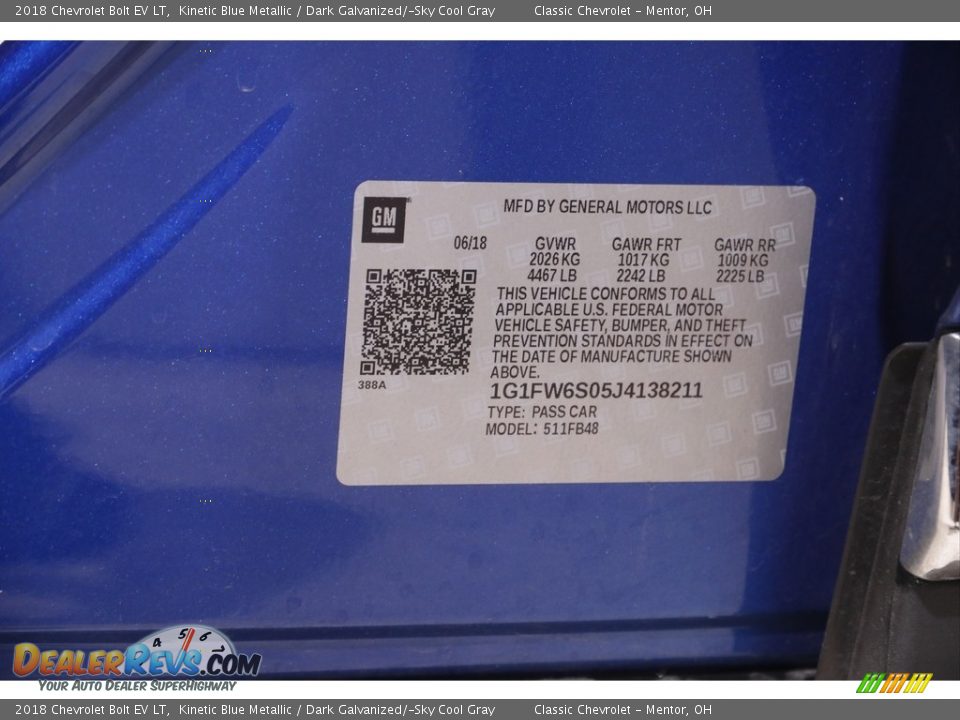 2018 Chevrolet Bolt EV LT, Kinetic Blue Metallic / Dark Galvanized/-Sky Cool Gray Classic Chevrolet - Mentor, OH
GM
MFD BY GENERAL MOTORS LLC
06/18 GVWR GAWR FRT GAWR RR
2026 KG 1017 KG 1009 KG
4467 LB 2242 LB 2225 LB
THIS VEHICLE CONFORMS TO ALL
APPLICABLE U.S. FEDERAL MOTOR
VEHICLE SAFETY, BUMPER, AND THEFT
PREVENTION STANDARDS IN EFFECT ON
THE DATE OF MANUFACTURE SHOWN
ABOVE.
388A
1G1FW6S05J4138211
TYPE: PASS CAR
MODEL: 511FB48
4 5 6
DEALERREVS.COM
YOUR AUTO DEALER SUPERHIGHWAY
2018 Chevrolet Bolt EV LT, Kinetic Blue Metallic / Dark Galvanized/-Sky Cool Gray Classic Chevrolet - Mentor, OH